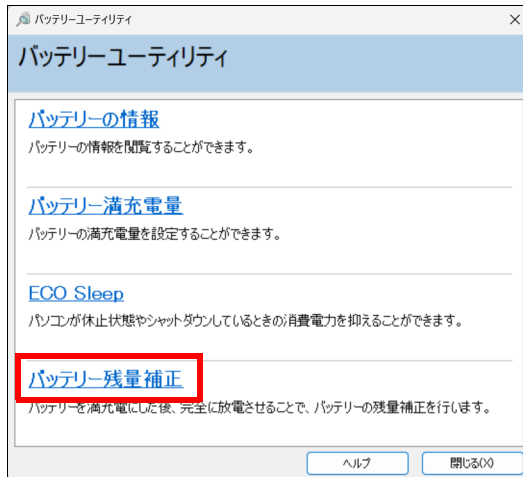 バッテリーユーティリティ
バッテリーユーティリティ
バッテリーの情報
バッテリーの情報を閲覧することができます。
バッテリー満充電量
バッテリーの満充電量を設定することができます。
ECO Sleep
パソコンが休止状態やシャットダウンしているときの消費電力を抑えることができます。
バッテリー残量補正
バッテリーを満充電にした後、完全に放電させることで、バッテリーの残量補正を行います。
ヘルプ
閉じる(X)